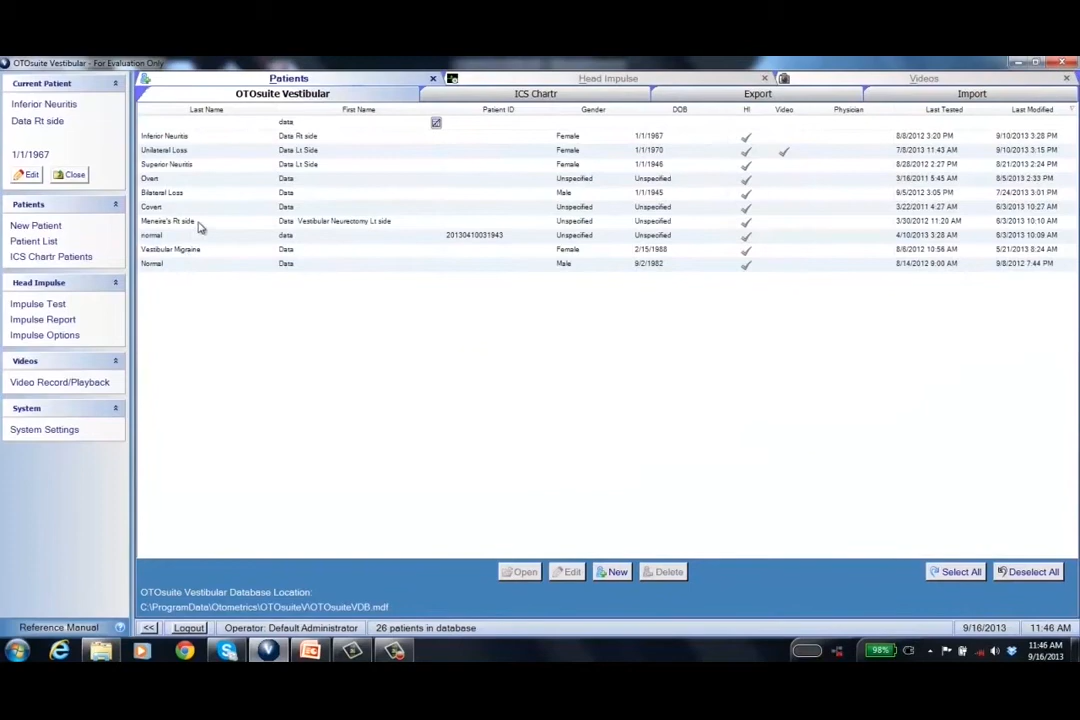 OTOsuite Vestibular - For Evaluation Only
Current Patient
Inferior Neuritis
Data Rt side
1/1/1967
Edit Close
Patients
New Patient
Patient List
ICS Chartr Patients
Head Impulse
Impulse Test
Impulse Report
Impulse Options
Videos
Video Record/Playback
System
System Settings
Reference Manual
Patients Head Impulse Videos
OTOsuite Vestibular ICS Chartr Export Import
Last Name First Name Patient ID Gender DOB HI Video Physician Last Tested Last Modified
data
Inferior Neuritis Data Rt side Female 1/1/1967 8/8/2012 3:20 PM 9/10/2013 3:28 PM
Unilateral Loss Data Lt Side Female 1/1/1970 7/8/2013 11:43 AM 9/10/2013 3:15 PM
Superior Neuritis Data Lt Side Female 1/1/1946 8/28/2012 2:27 PM 8/21/2013 2:24 PM
Overt Data Unspecified Unspecified 3/16/2011 5:45 AM 8/5/2013 2:33 PM
Bilateral Loss Data Male 1/1/1945 9/5/2012 3:05 PM 7/24/2013 3:01 PM
Covert Data Unspecified Unspecified 3/22/2011 4:27 AM 6/3/2013 10:27 AM
Meneire's Rt side Data Vestibular Neurectomy Lt side Unspecified Unspecified 3/30/2012 11:20 AM 6/3/2013 10:10 AM
normal data 20130410031943 Unspecified Unspecified 4/10/2013 3:28 AM 6/3/2013 10:09 AM
Vestibular Migraine Data Female 2/15/1988 8/6/2012 10:56 AM 5/21/2013 8:24 AM
Normal Data Male 9/2/1982 8/14/2012 9:00 AM 9/8/2012 7:44 PM
Open Edit New Delete Select All Deselect All
OTOsuite Vestibular Database Location:
C:\ProgramData\Otometrics\OTOsuiteV\OTOsuiteVDB.mdf
<< Logout Operator: Default Administrator 26 patients in database 9/16/2013 11:46 AM
98% 11:46 AM
9/16/2013